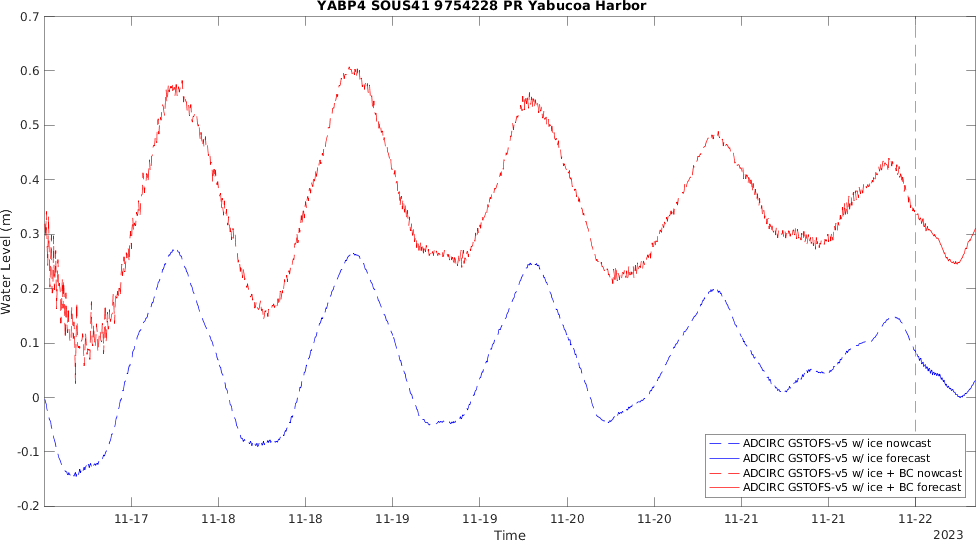 YABP4 SOUS41 9754228 PR Yabucoa Harbor
Water Level (m)
0.7
0.6
0.5
0.4
0.3
0.2
0.1
0
-0.1
-0.2
ADCIRC GSTOFS-v5 w/ ice nowcast
ADCIRC GSTOFS-v5 w/ ice forecast
ADCIRC GSTOFS-v5 w/ ice + BC nowcast
ADCIRC GSTOFS-v5 w/ ice + BC forecast
11-17 11-18 11-18 11-19 11-19 11-20 11-20 11-21 11-21 11-22
Time
2023